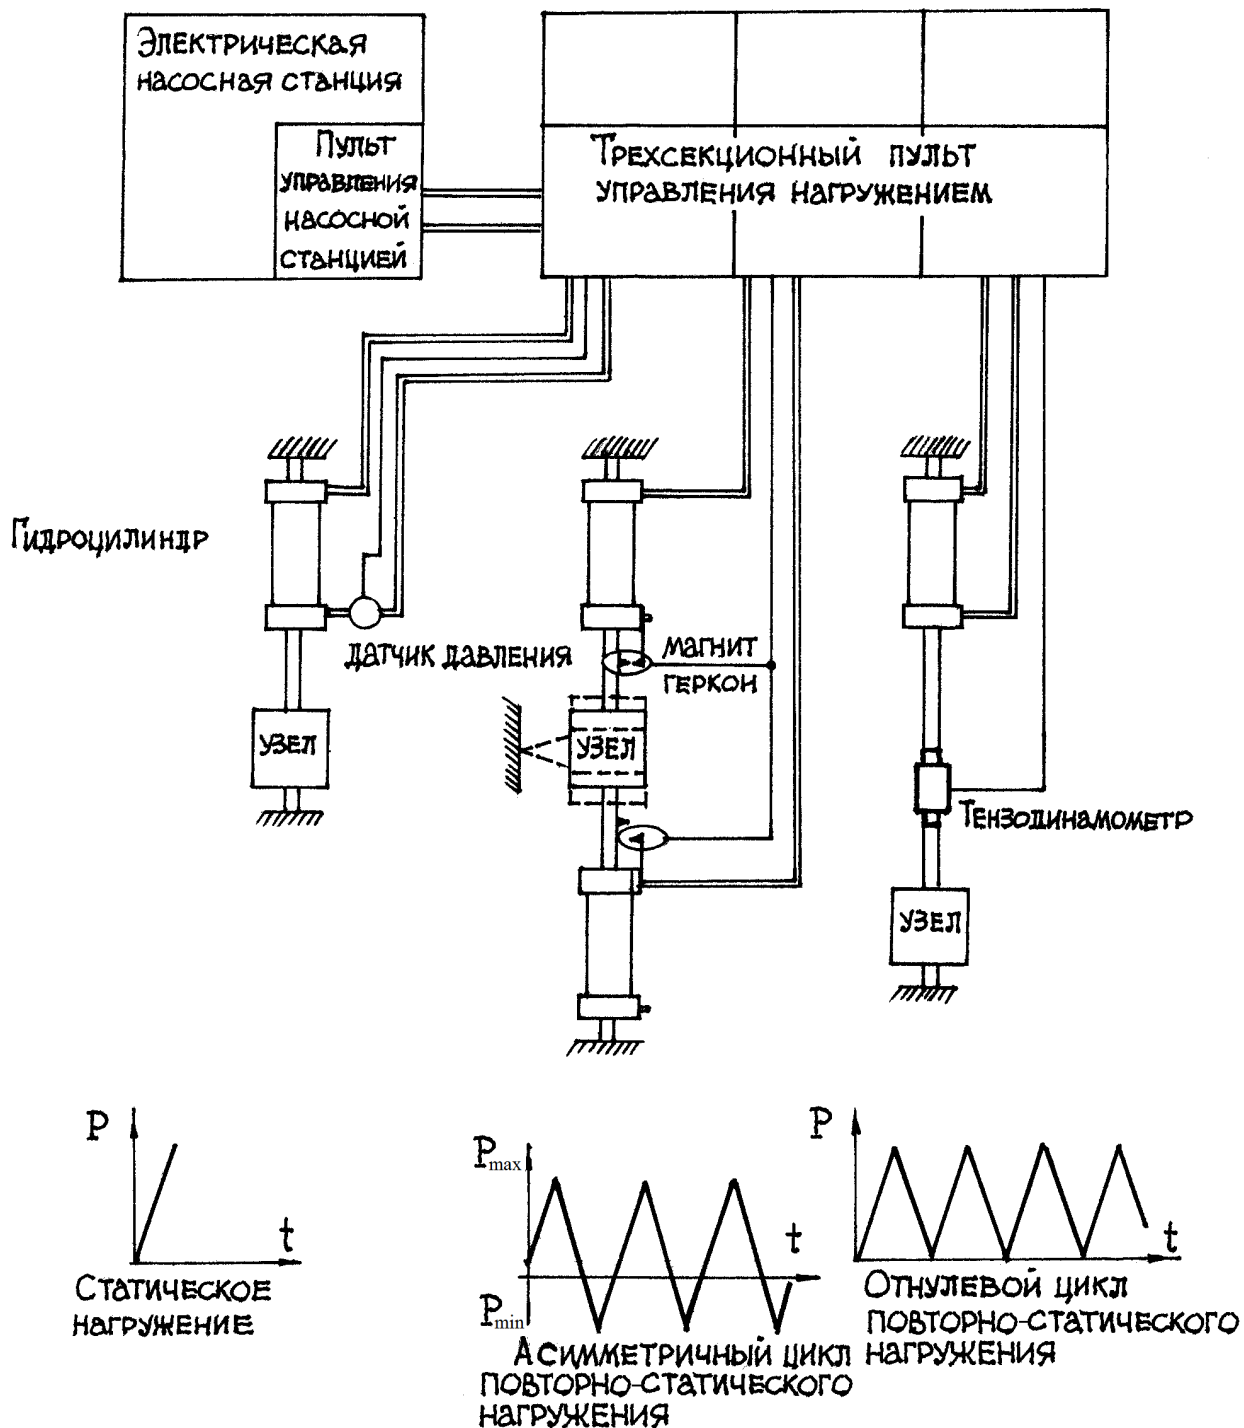 Электрическая
насосная станция
Пульт
управления
насосной
станцией
Трехсекционный пульт
управления нагружением
Гидроцилиндр
датчик давления
магнит
геркон
узел
узел
Тензодинамометр
узел
P
t
Статическое
нагружение
Pmax
t
Pmin
Асимметричный цикл
повторно-статического
нагружения
P
t
Отнулевой цикл
повторно-статического
нагружения